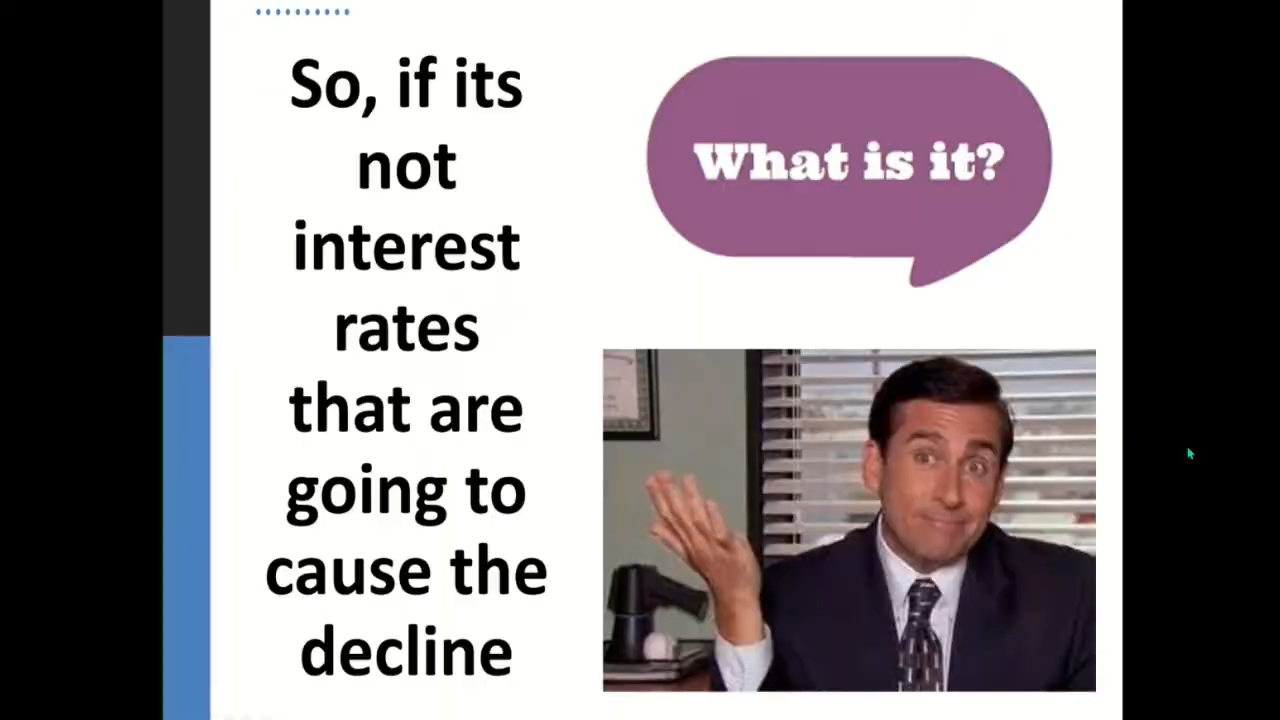 So, if its
not
interest
rates
that are
going to
cause the
decline
What is it?